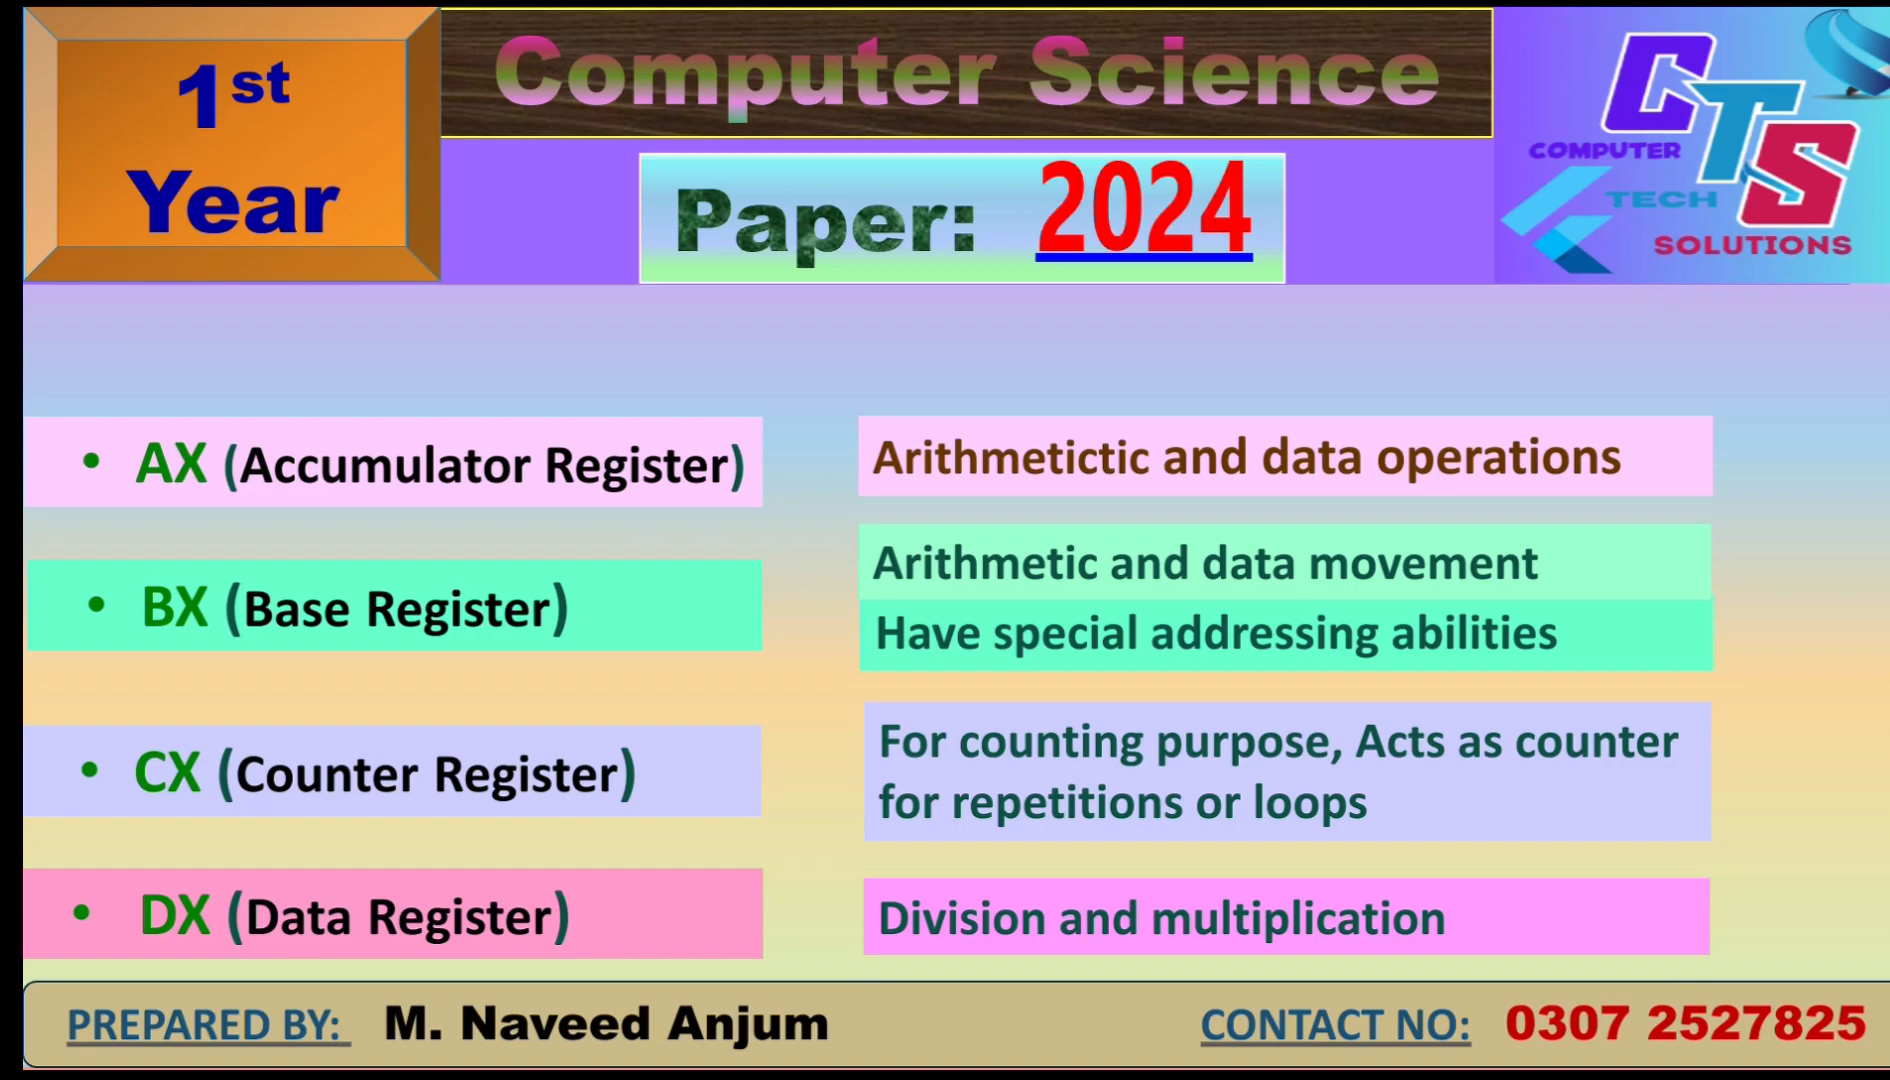 1st
Year
Computer Science
Paper: 2024
CTS
COMPUTER
TECH
SOLUTIONS
• AX (Accumulator Register)
Arithmetictic and data operations
• BX (Base Register)
Arithmetic and data movement
Have special addressing abilities
• CX (Counter Register)
For counting purpose, Acts as counter
for repetitions or loops
• DX (Data Register)
Division and multiplication
PREPARED BY: M. Naveed Anjum
CONTACT NO: 0307 2527825